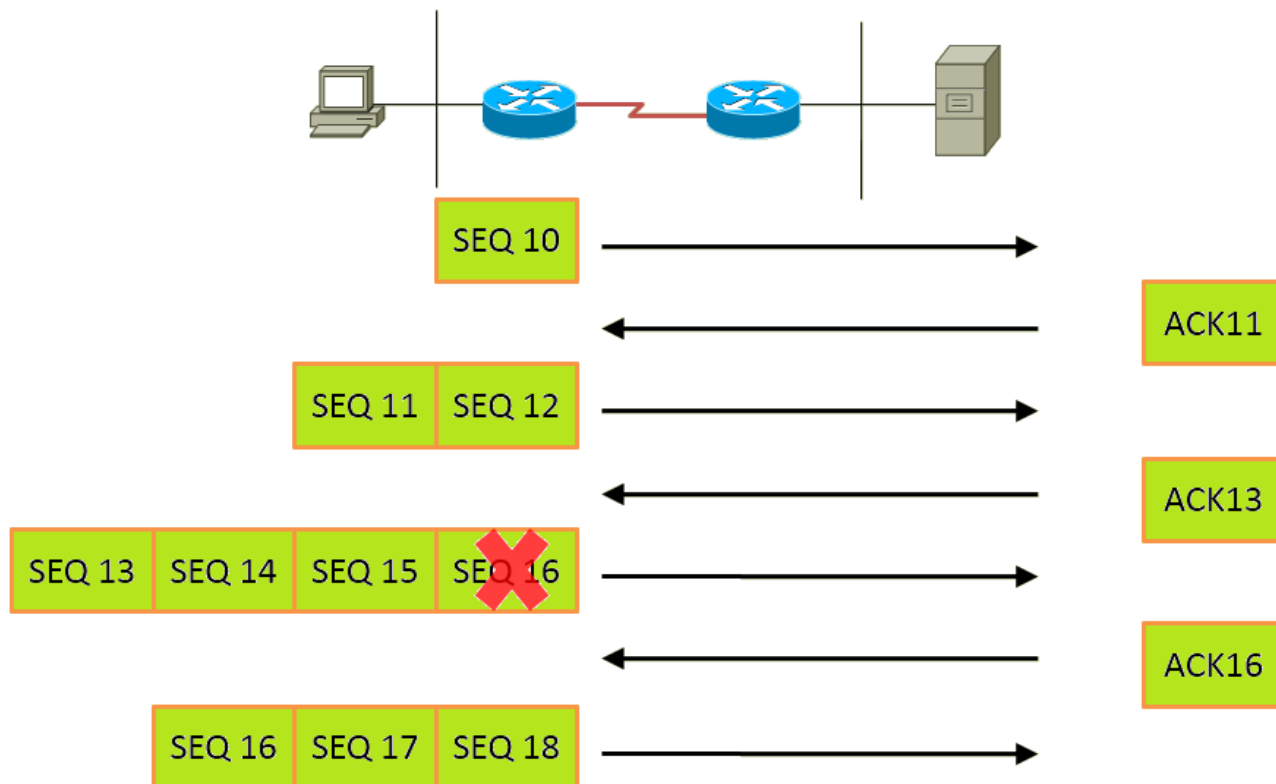 SEQ 10
ACK11
SEQ 11 SEQ 12
ACK13
SEQ 13 SEQ 14 SEQ 15 SEQ 16
ACK16
SEQ 16 SEQ 17 SEQ 18